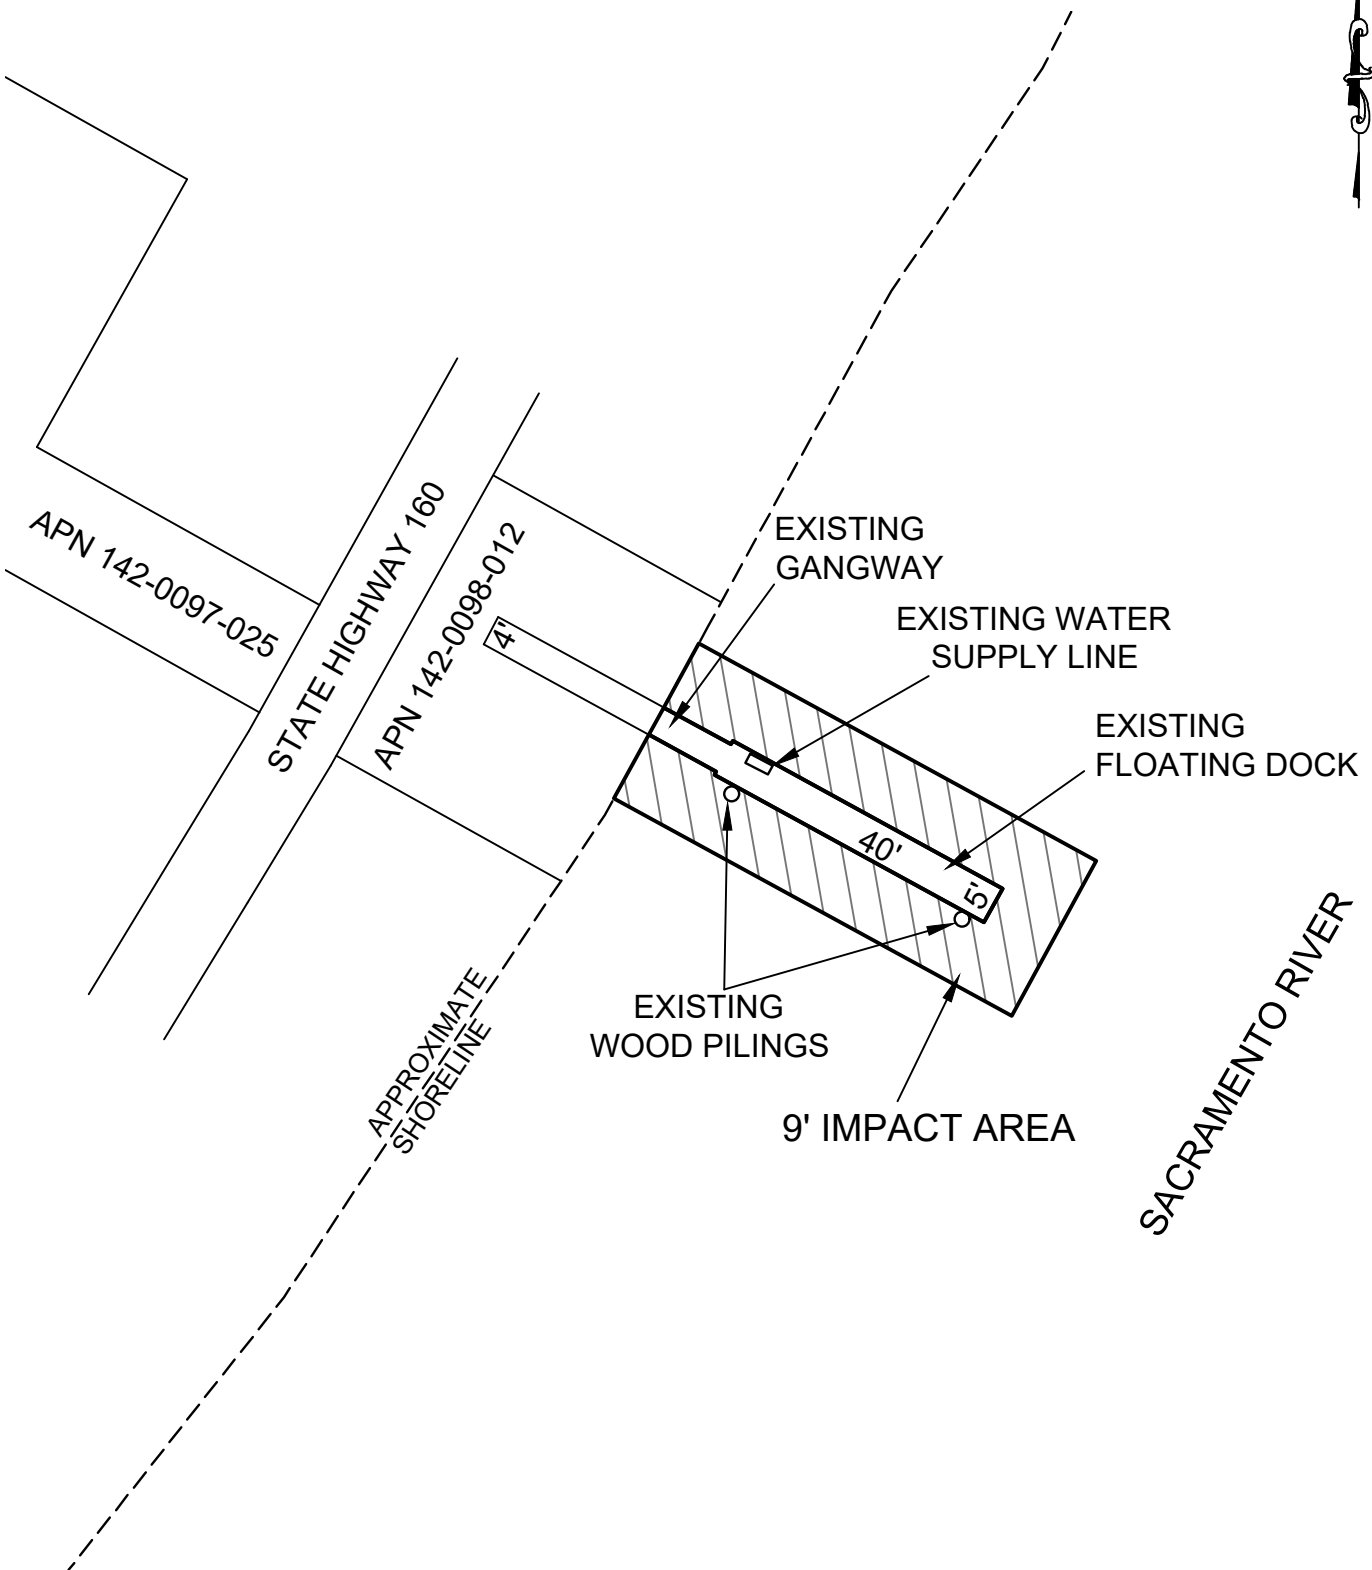 EXISTING
GANGWAY
STATE HIGHWAY 160
APN 142-0097-025
APN 142-0098-012
4'
EXISTING WATER
SUPPLY LINE
EXISTING
FLOATING DOCK
40'
5'
SACRAMENTO RIVER
APPROXIMATE
SHORELINE
EXISTING
WOOD PILINGS
9' IMPACT AREA